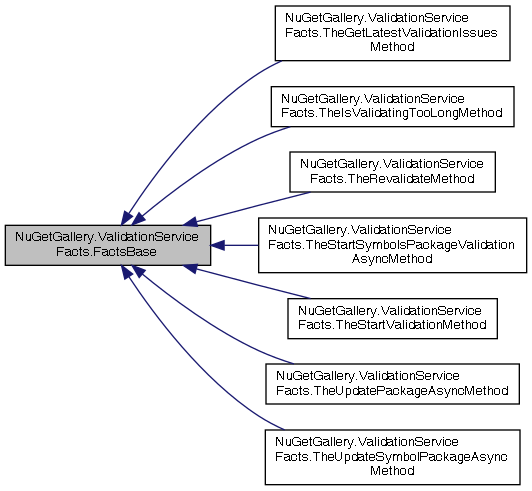 NuGetGallery.ValidationService
Facts.TheGetLatestValidationIssues
Method
NuGetGallery.ValidationService
Facts.TheIsValidatingTooLongMethod
NuGetGallery.ValidationService
Facts.TheRevalidateMethod
NuGetGallery.ValidationService
Facts.FactsBase
NuGetGallery.ValidationService
Facts.TheStartSymbolsPackageValidation
AsyncMethod
NuGetGallery.ValidationService
Facts.TheStartValidationMethod
NuGetGallery.ValidationService
Facts.TheUpdatePackageAsyncMethod
NuGetGallery.ValidationService
Facts.TheUpdateSymbolPackageAsync
Method